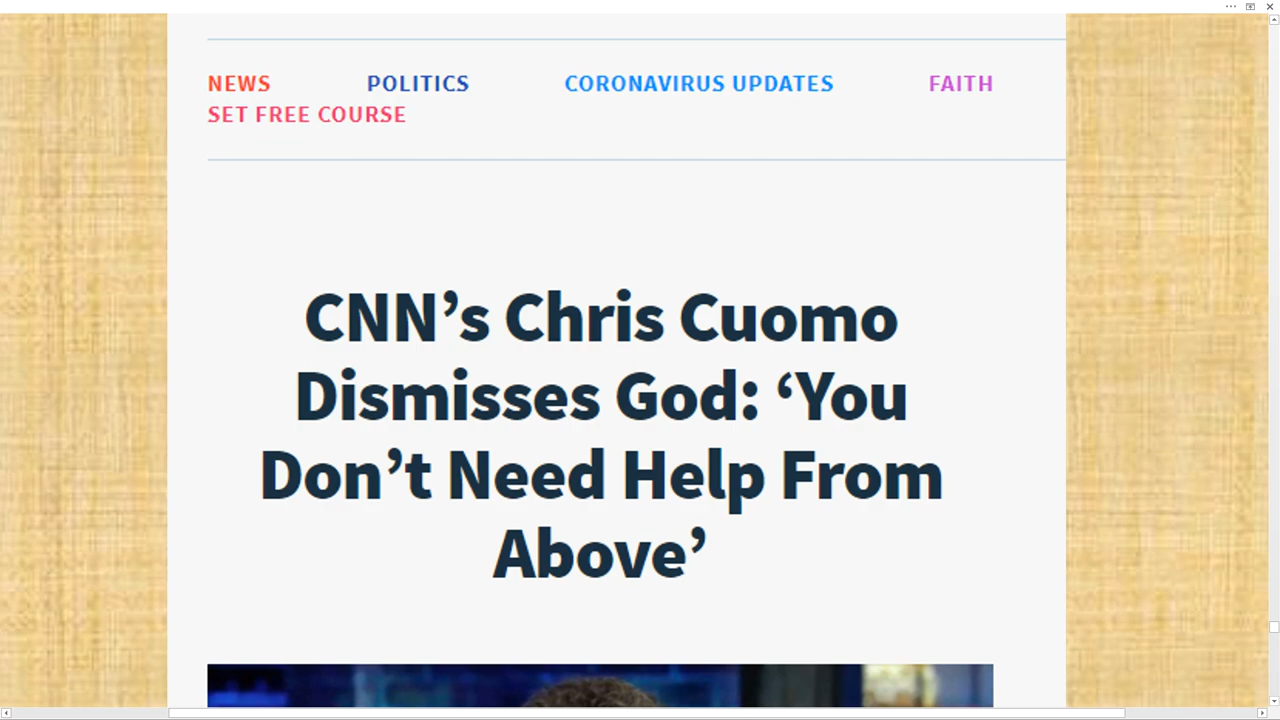 NEWS POLITICS CORONAVIRUS UPDATES FAITH
SET FREE COURSE
CNN’s Chris Cuomo
Dismisses God: ‘You
Don’t Need Help From
Above’